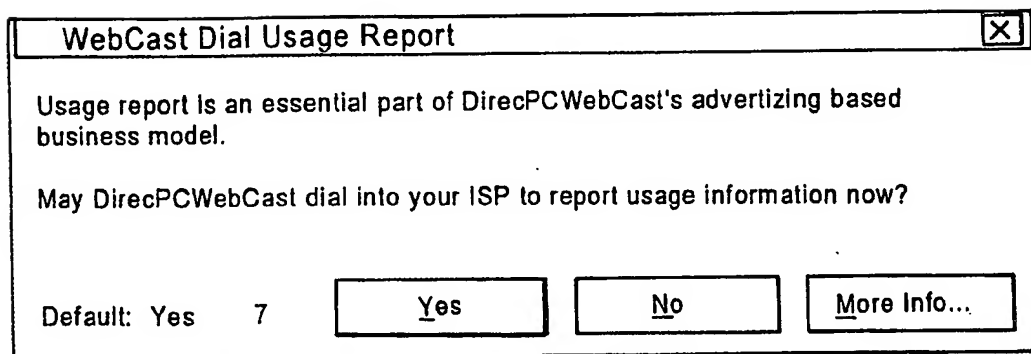 WebCast Dial Usage Report
Usage report is an essential part of DirecPCWebCast's advertizing based
business model.
May DirecPCWebCast dial into your ISP to report usage information now?
Default: Yes 7 Yes No More Info...